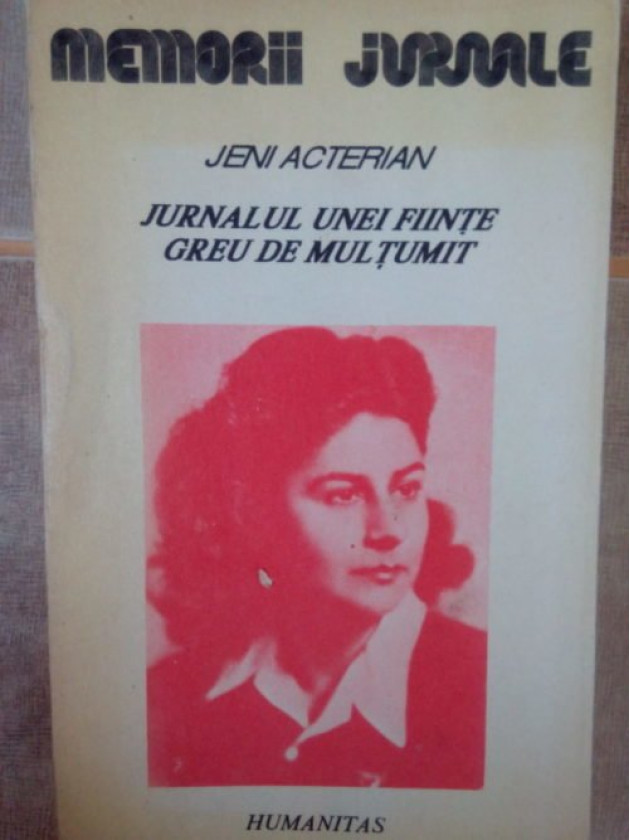 MEMORII JURNALE
JENI ACTERIAN
JURNALUL UNEI FIINȚE
GREU DE MULȚUMIT
HUMANITAS